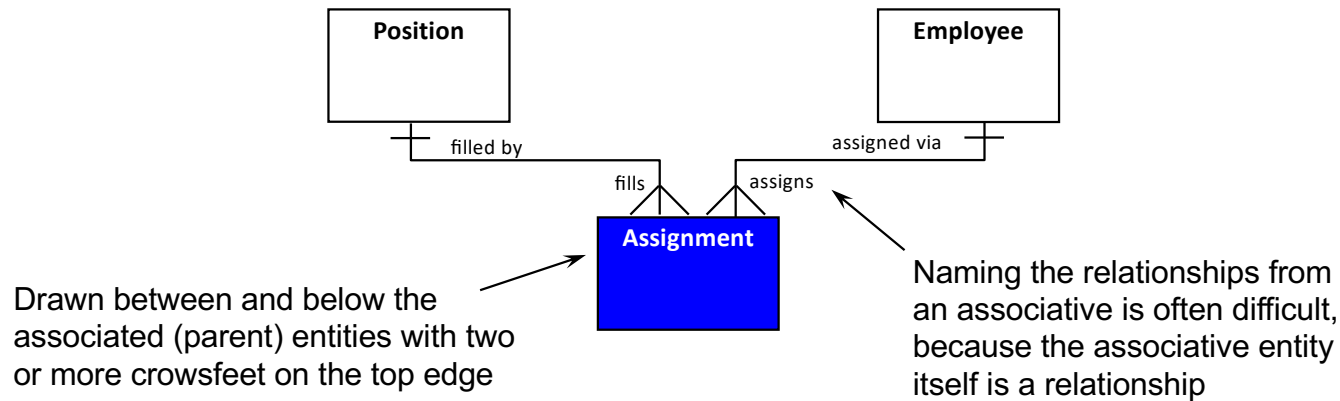 Position
Employee
filled by
assigned via
fills
assigns
Assignment
Drawn between and below the
associated (parent) entities with two
or more crowsfeet on the top edge
Naming the relationships from
an associative is often difficult,
because the associative entity
itself is a relationship